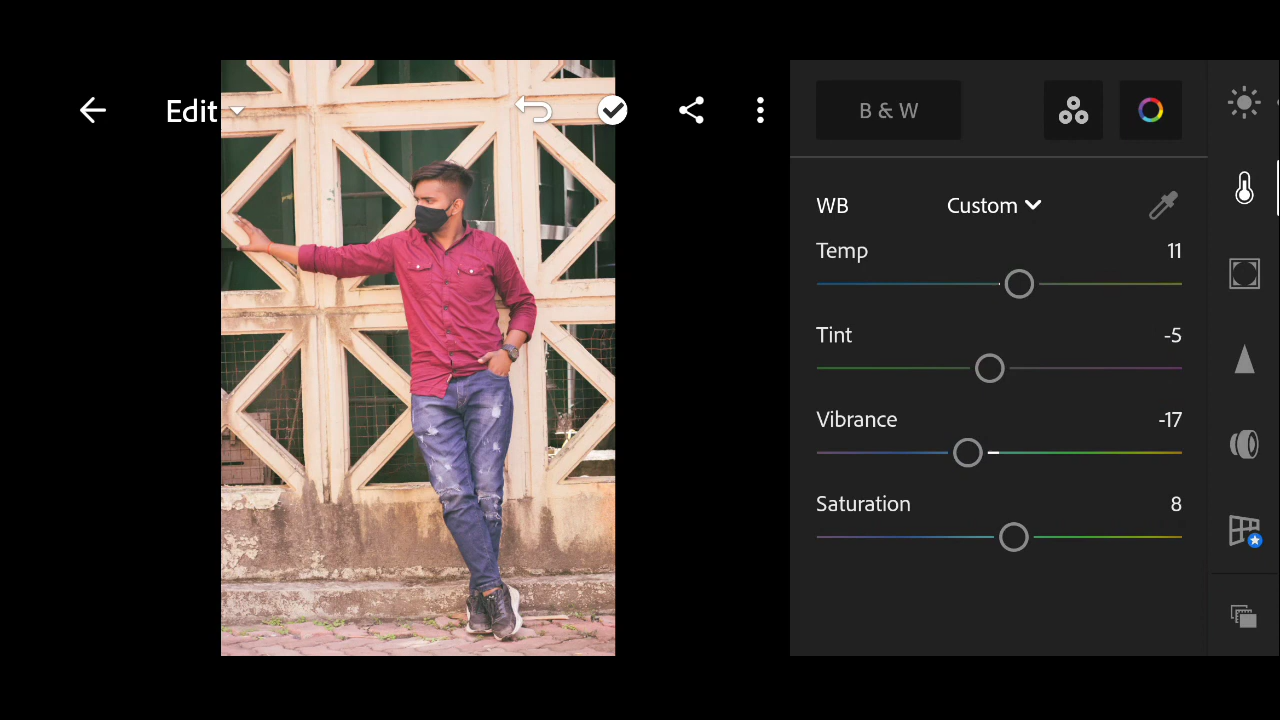 Edit
B & W
WB Custom
Temp 11
Tint -5
Vibrance -17
Saturation 8